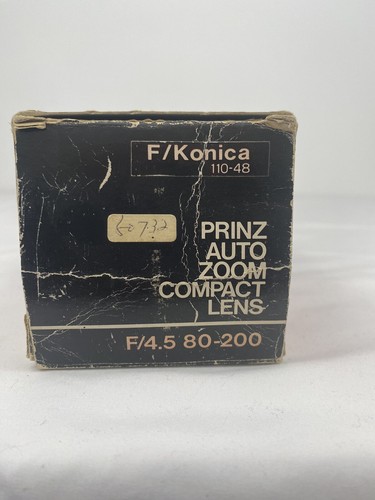 F/Konica
110-48
PRINZ
AUTO
ZOOM
COMPACT
LENS
F/4.5 80-200